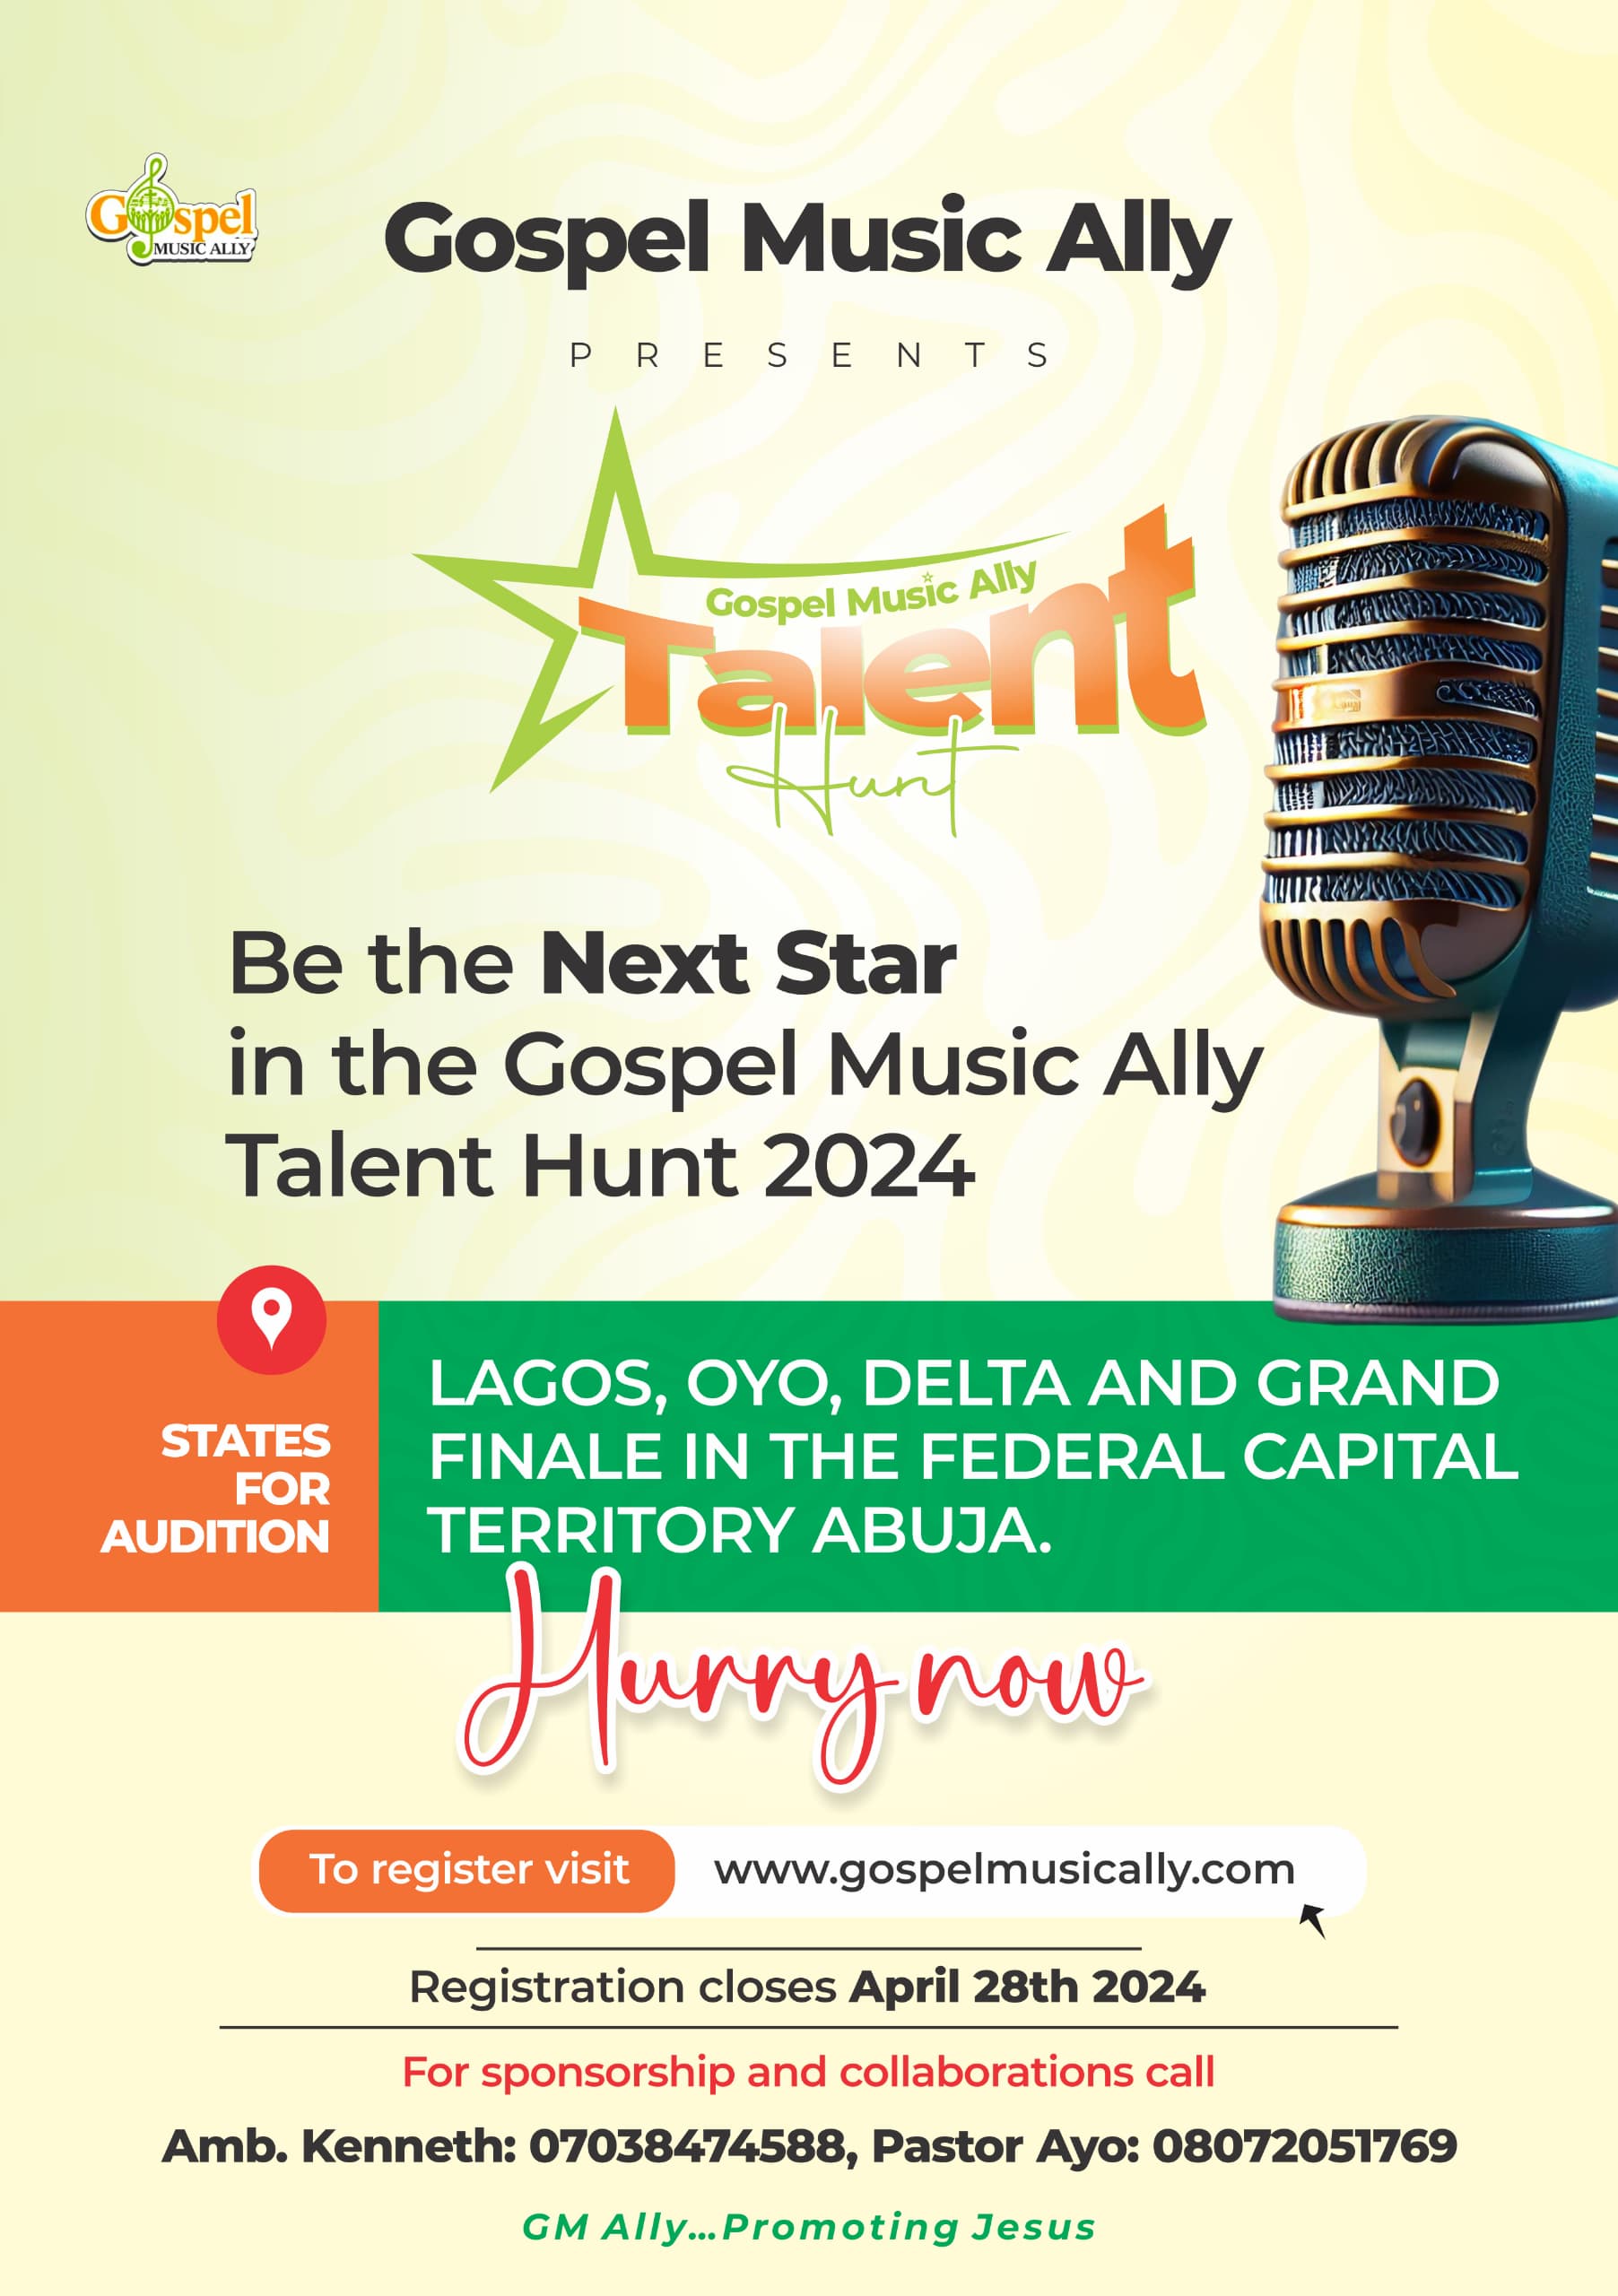 Gospel
MUSIC ALLY
Gospel Music Ally
PRESENTS
Gospel Music Ally
Talent
Hunt
Be the Next Star
in the Gospel Music Ally
Talent Hunt 2024
STATES
FOR
AUDITION
LAGOS, OYO, DELTA AND GRAND
FINALE IN THE FEDERAL CAPITAL
TERRITORY ABUJA.
Hurry now
To register visit www.gospelmusically.com
Registration closes April 28th 2024
For sponsorship and collaborations call
Amb. Kenneth: 07038474588, Pastor Ayo: 08072051769
GM Ally...Promoting Jesus